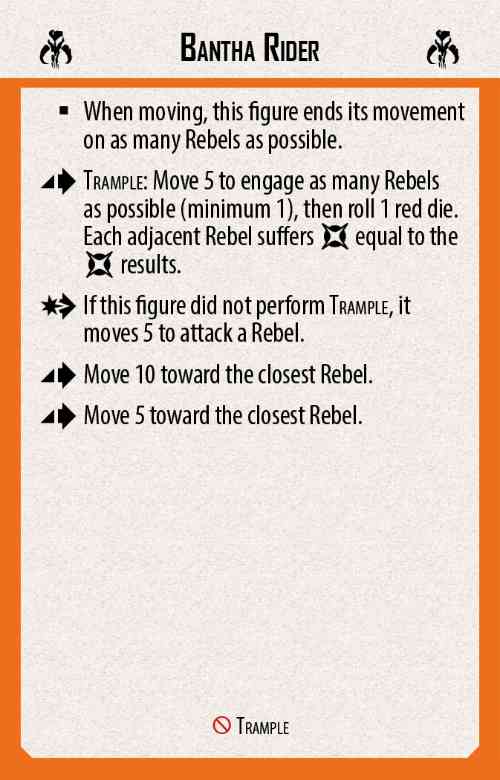 Bantha Rider
When moving, this figure ends its movement
on as many Rebels as possible.
Trample: Move 5 to engage as many Rebels
as possible (minimum 1), then roll 1 red die.
Each adjacent Rebel suffers equal to the
results.
If this figure did not perform Trample, it
moves 5 to attack a Rebel.
Move 10 toward the closest Rebel.
Move 5 toward the closest Rebel.
Trample